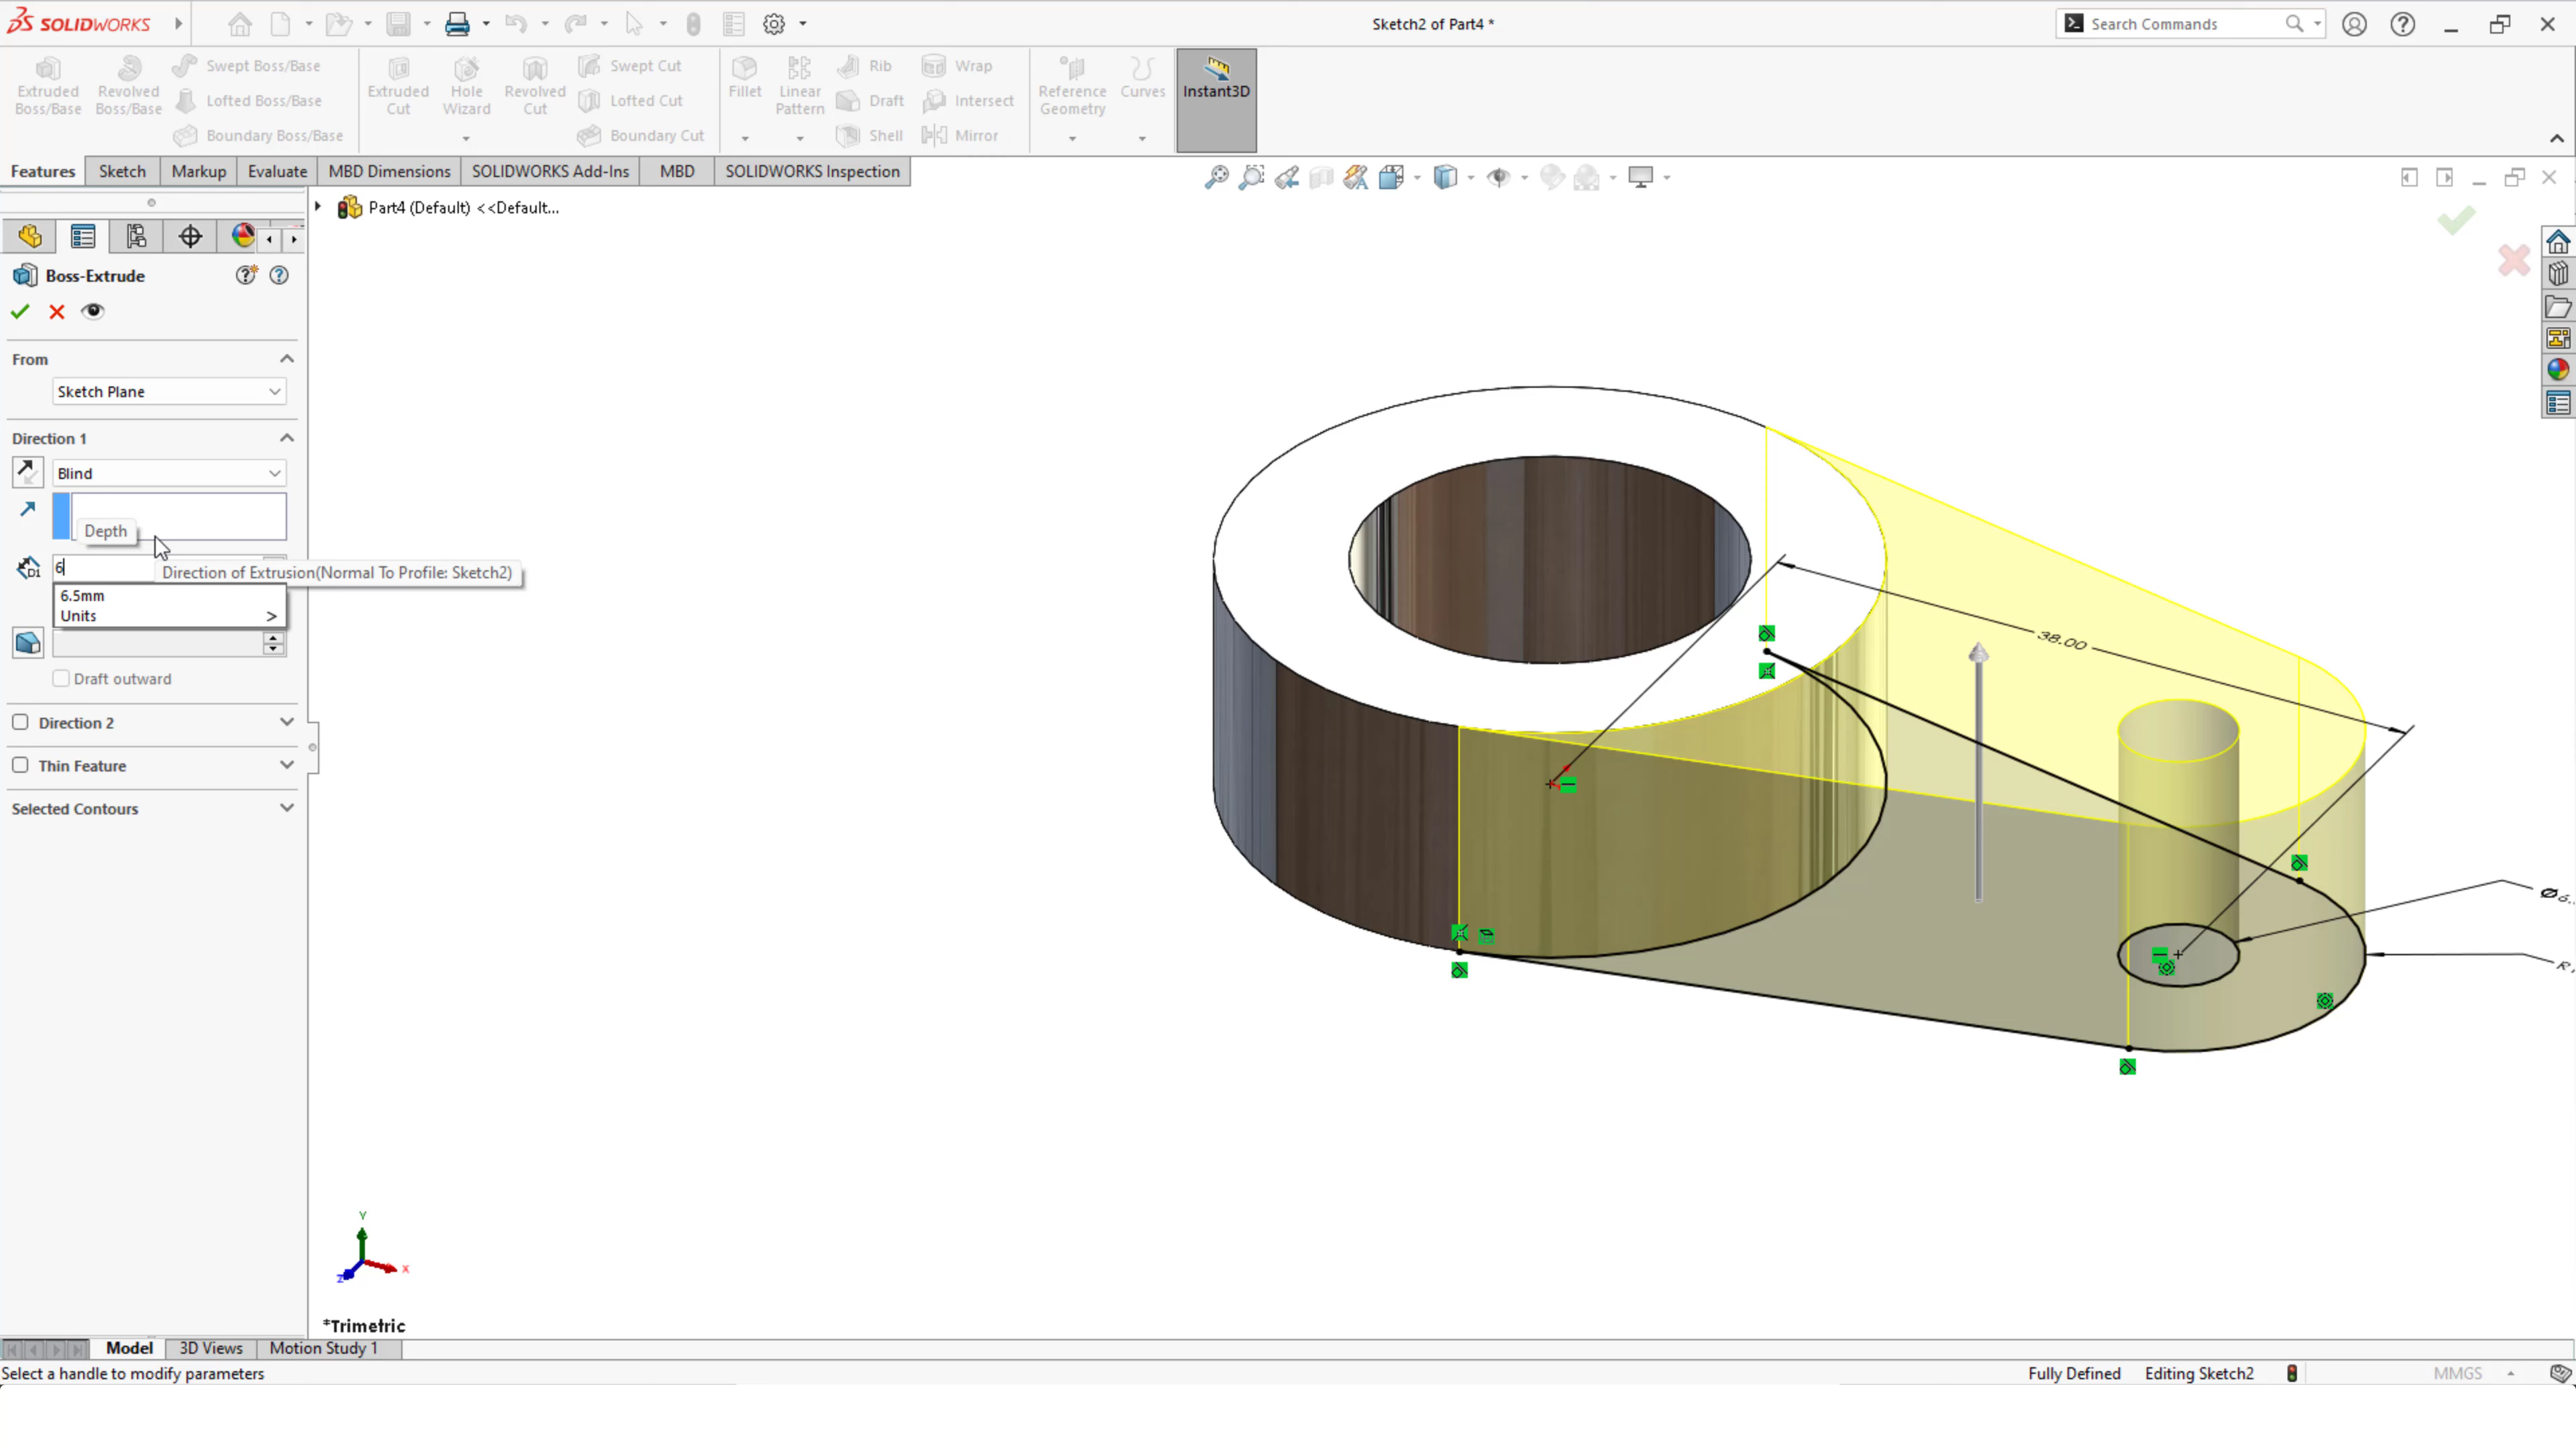 SOLIDWORKS
Sketch2 of Part4 *
Search Commands
Extruded Boss/Base
Revolved Boss/Base
Swept Boss/Base
Lofted Boss/Base
Boundary Boss/Base
Extruded Cut
Hole Wizard
Revolved Cut
Swept Cut
Lofted Cut
Boundary Cut
Fillet
Linear Pattern
Rib
Draft
Shell
Wrap
Intersect
Mirror
Reference Geometry
Curves
Instant3D
Features
Sketch
Markup
Evaluate
MBD Dimensions
SOLIDWORKS Add-Ins
MBD
SOLIDWORKS Inspection
Part4 (Default) <<Default...
Boss-Extrude
From
Sketch Plane
Direction 1
Blind
Depth
D1
6
Direction of Extrusion(Normal To Profile: Sketch2)
6.5mm
Units >
Draft outward
Direction 2
Thin Feature
Selected Contours
38.00
Y
X
Z
*Trimetric
Model
3D Views
Motion Study 1
Select a handle to modify parameters
Fully Defined
Editing Sketch2
MMGS